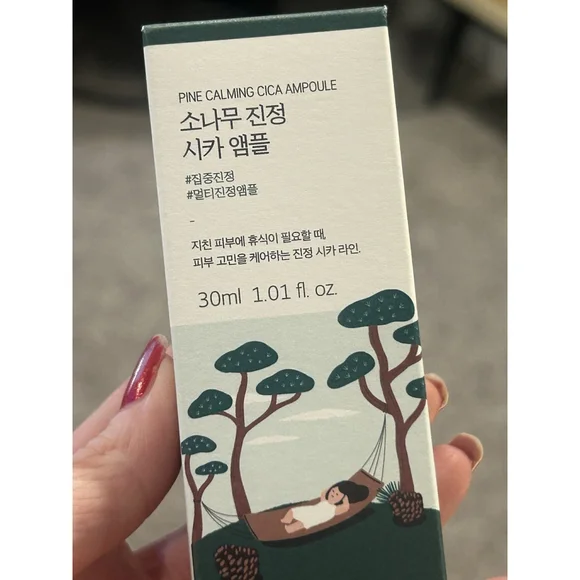 PINE CALMING CICA AMPOULE
소나무 진정
시카 앰플
#집중진정
#멀티진정앰플
-
지친 피부에 휴식이 필요할 때,
피부 고민을 케어하는 진정 시카 라인.
30ml 1.01 fl. oz.